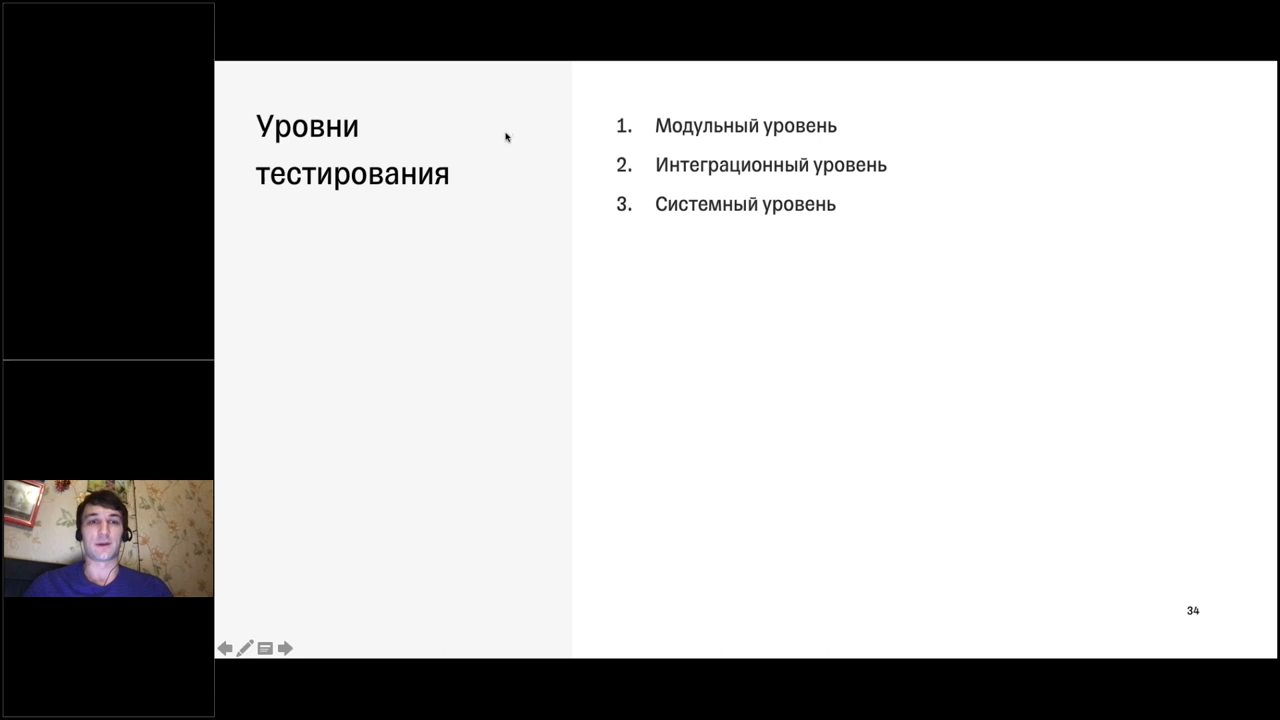 Уровни
тестирования
1. Модульный уровень
2. Интеграционный уровень
3. Системный уровень
34